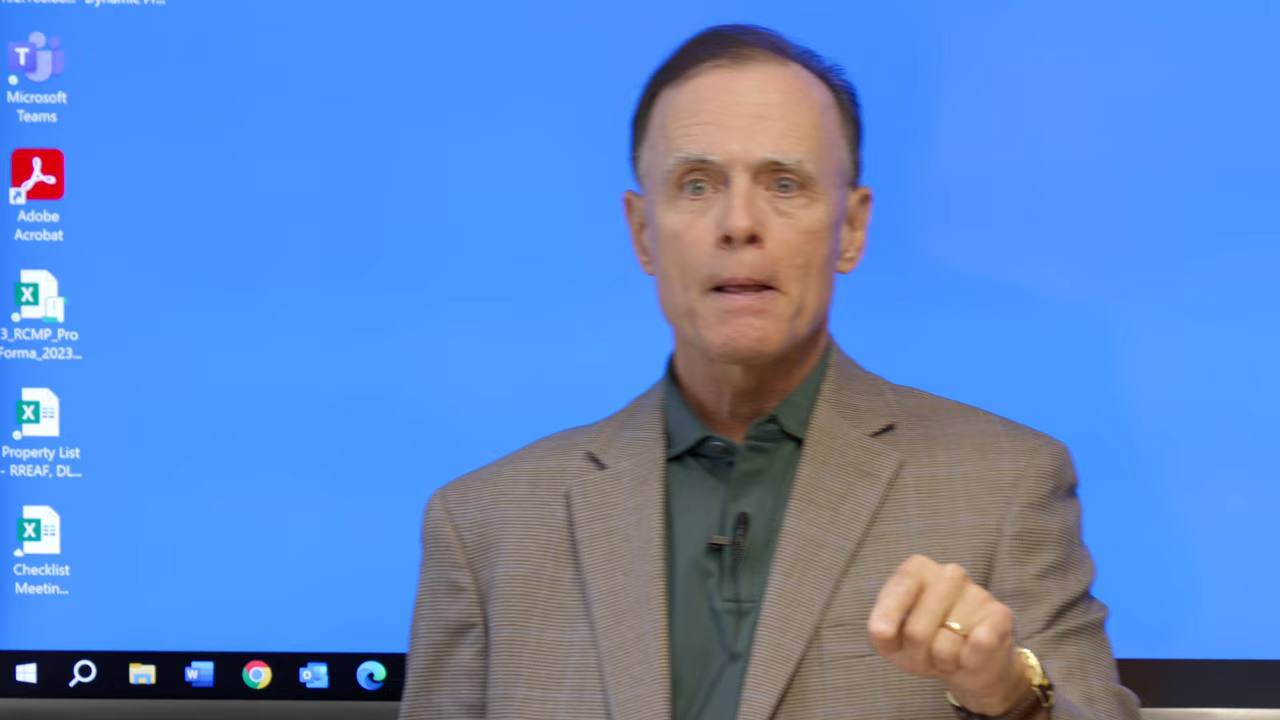 Microsoft
Teams
Adobe
Acrobat
3_RCMP_Pro
Forma_2023...
Property List
- RREAF, DL...
Checklist
Meetin...